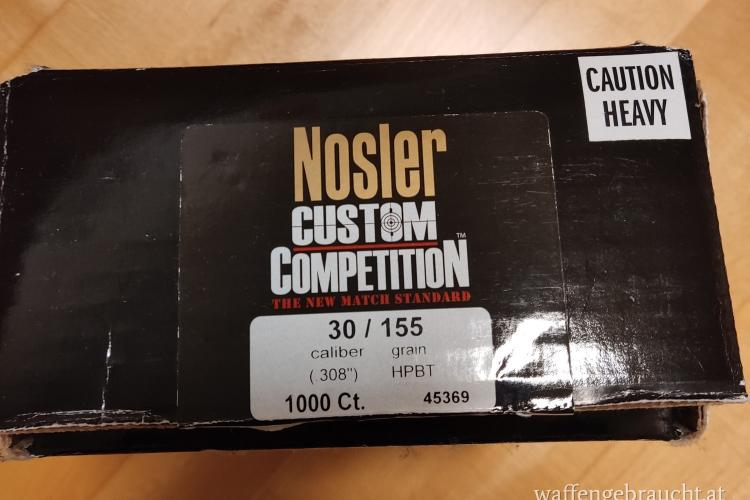 CAUTION
HEAVY
Nosler
CUSTOM
COMPETITION™
THE NEW MATCH STANDARD
30 / 155
caliber grain
(.308") HPBT
1000 Ct. 45369
waffengebraucht.at